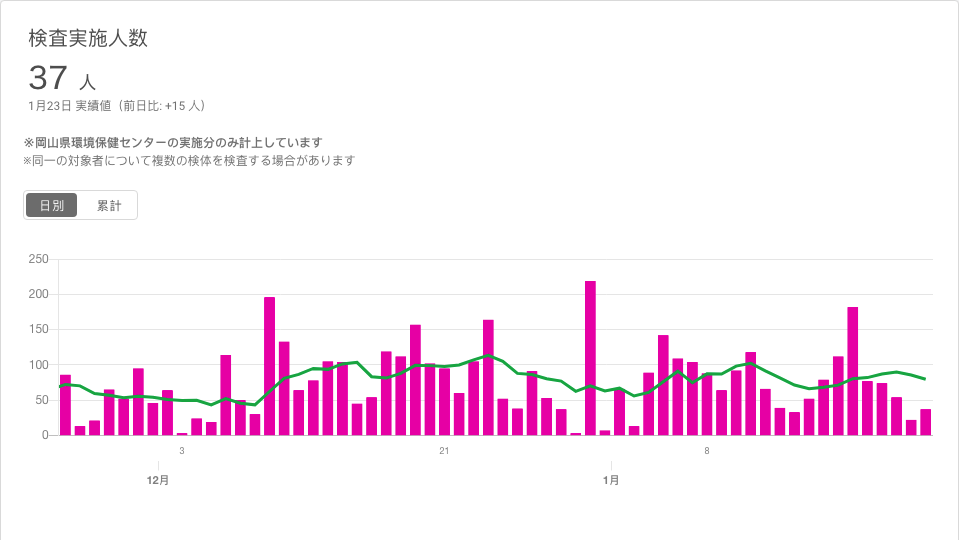 検査実施人数
37 人
1月23日 実績値（前日比: +15 人）
※岡山県環境保健センターの実施分のみ計上しています
※同一の対象者について複数の検体を検査する場合があります
日別 累計
250
200
150
100
50
0
3 21 8
12月 1月